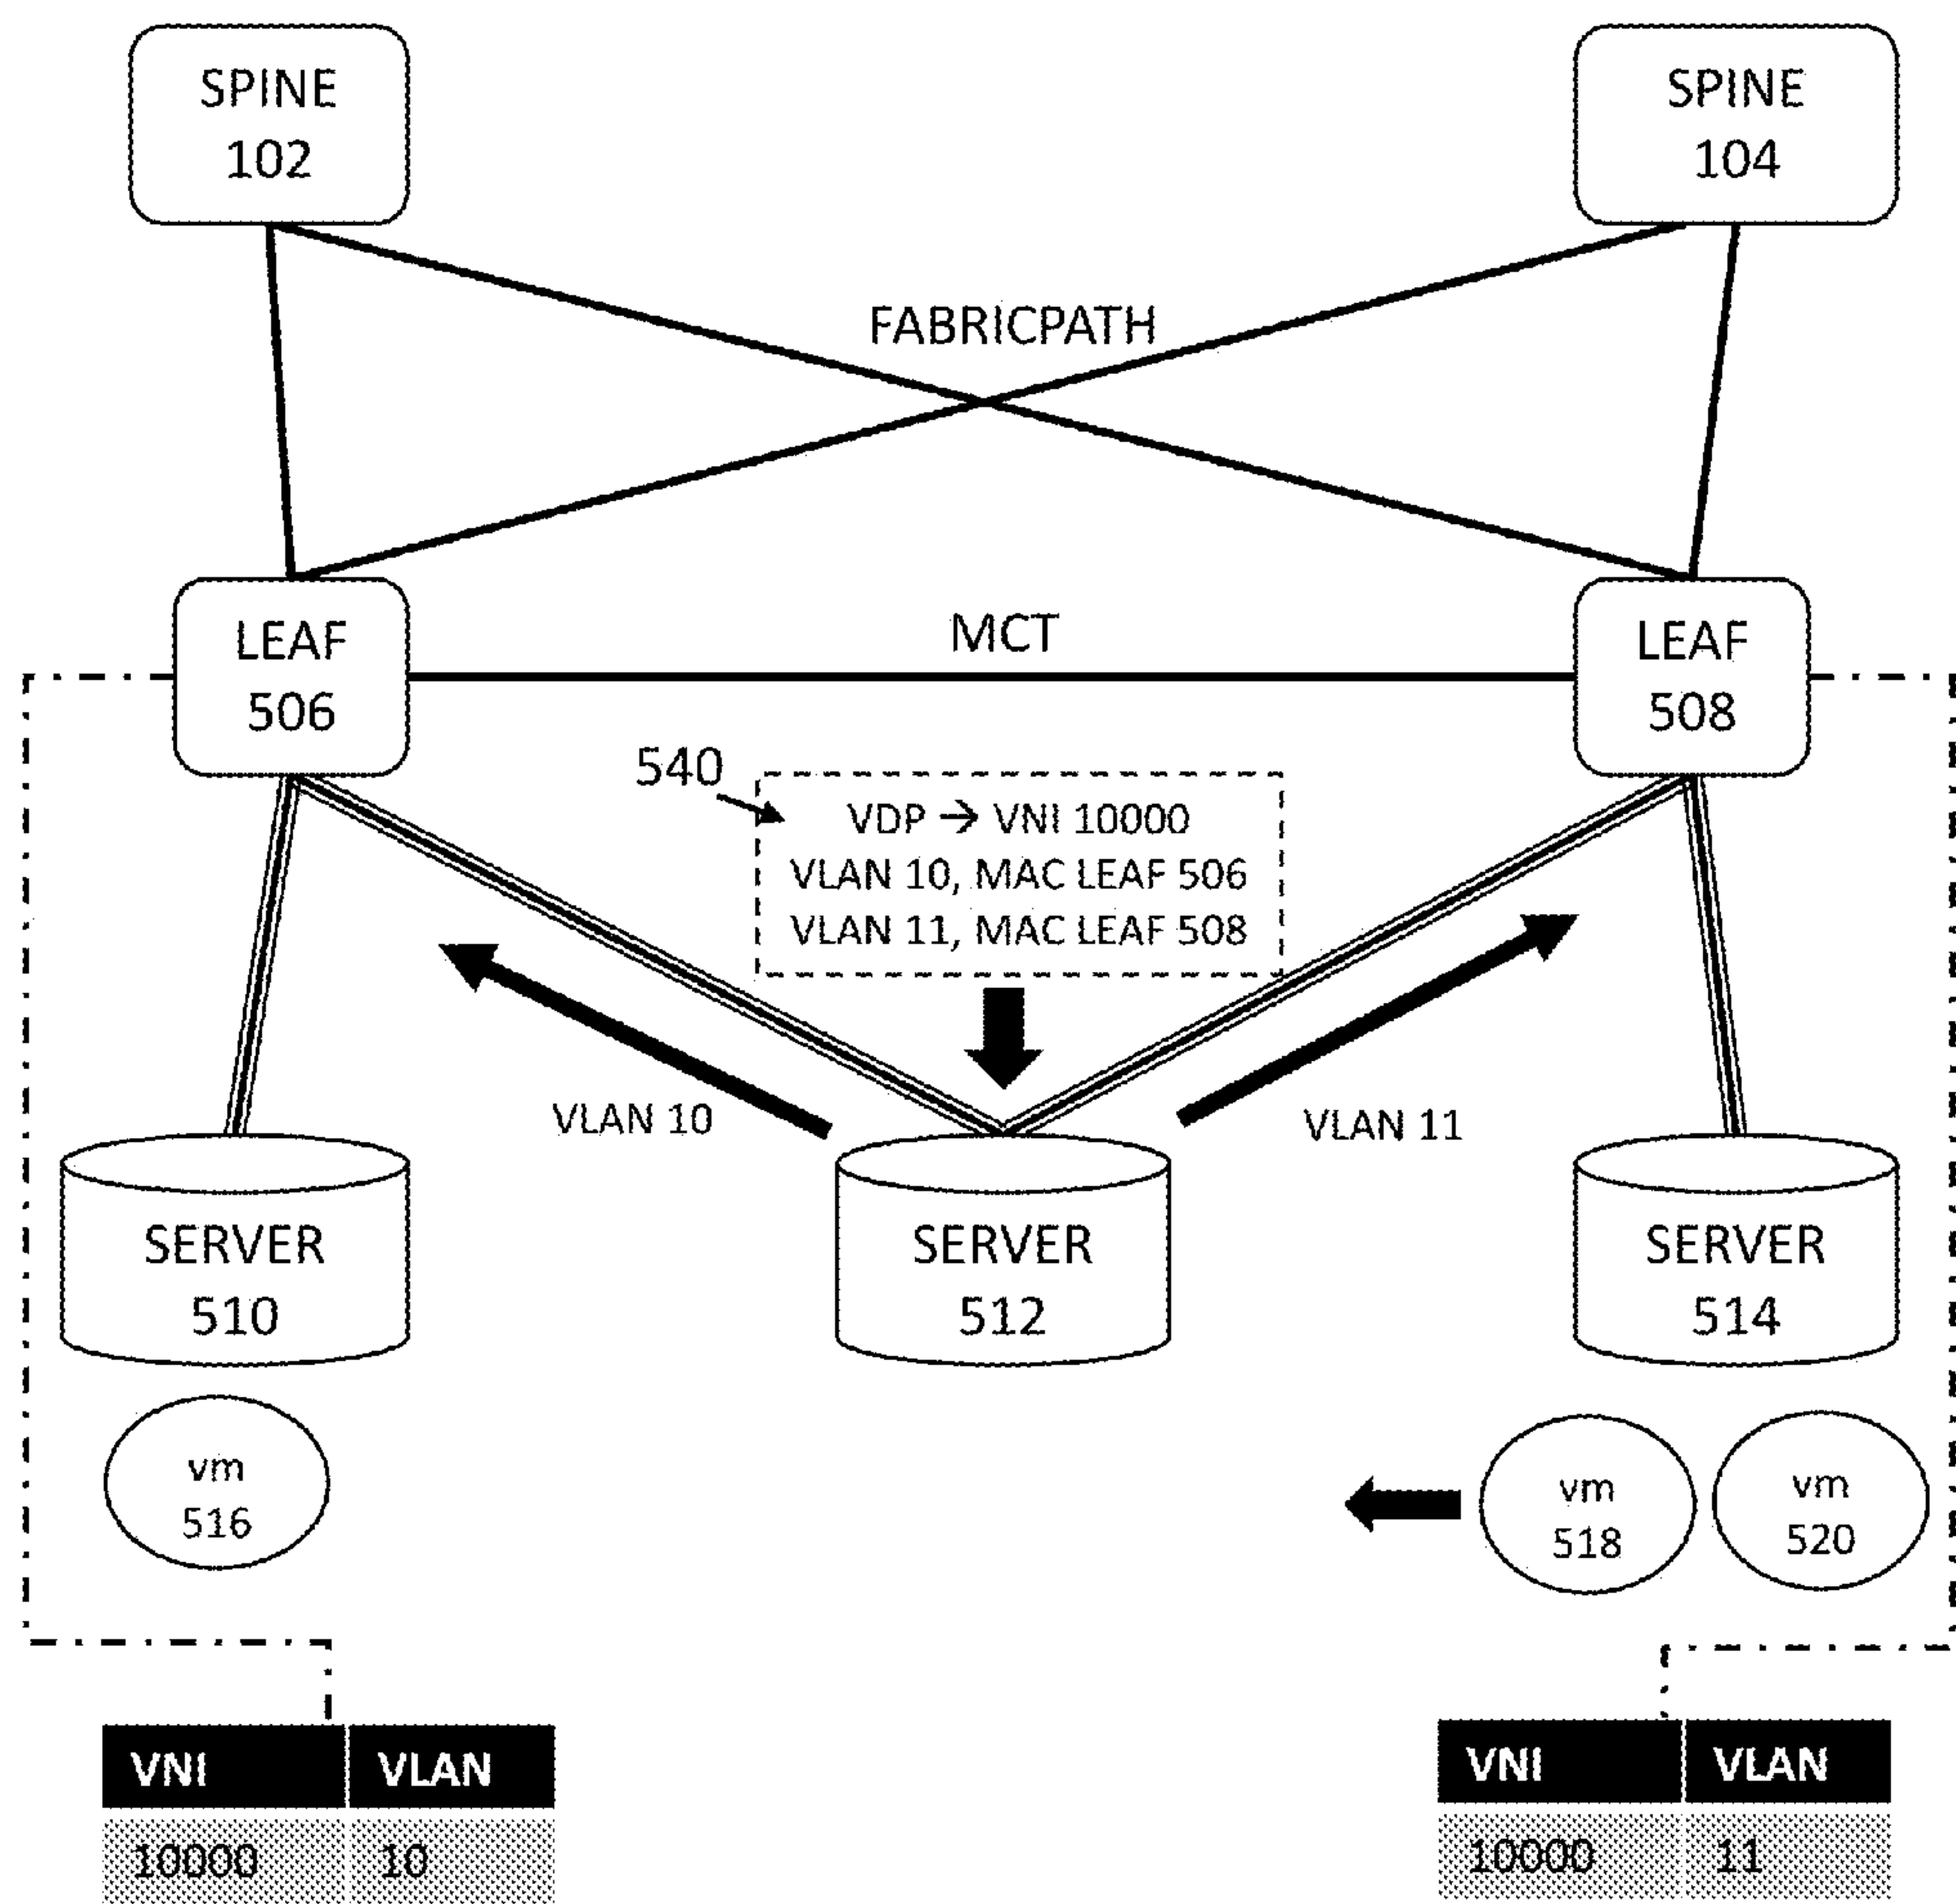 SPINE
102
SPINE
104
FABRICPATH
LEAF
506
MCT
LEAF
508
540
VDP → VNI 10000
VLAN 10, MAC LEAF 506
VLAN 11, MAC LEAF 508
VLAN 10
VLAN 11
SERVER
510
SERVER
512
SERVER
514
vm
516
vm
518
vm
520
VNI VLAN
10000 10
VNI VLAN
10000 11